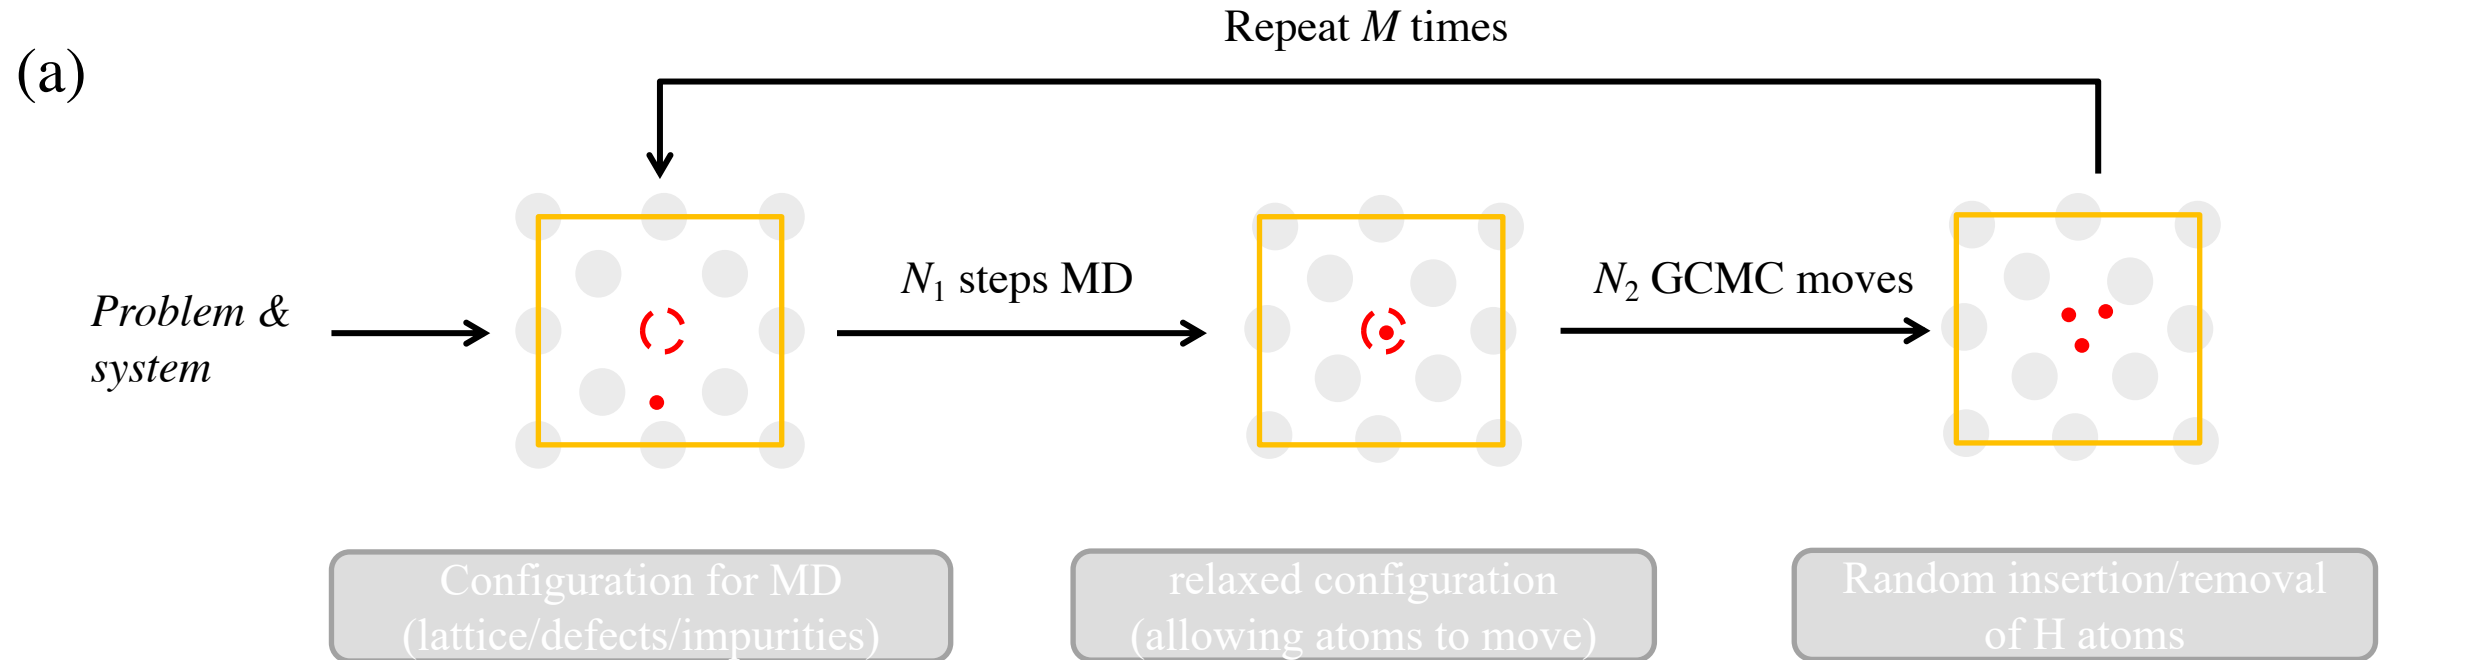 (a)
Repeat M times
Problem &
system
N1 steps MD
N2 GCMC moves
Configuration for MD
(lattice/defects/impurities)
relaxed configuration
(allowing atoms to move)
Random insertion/removal
of H atoms